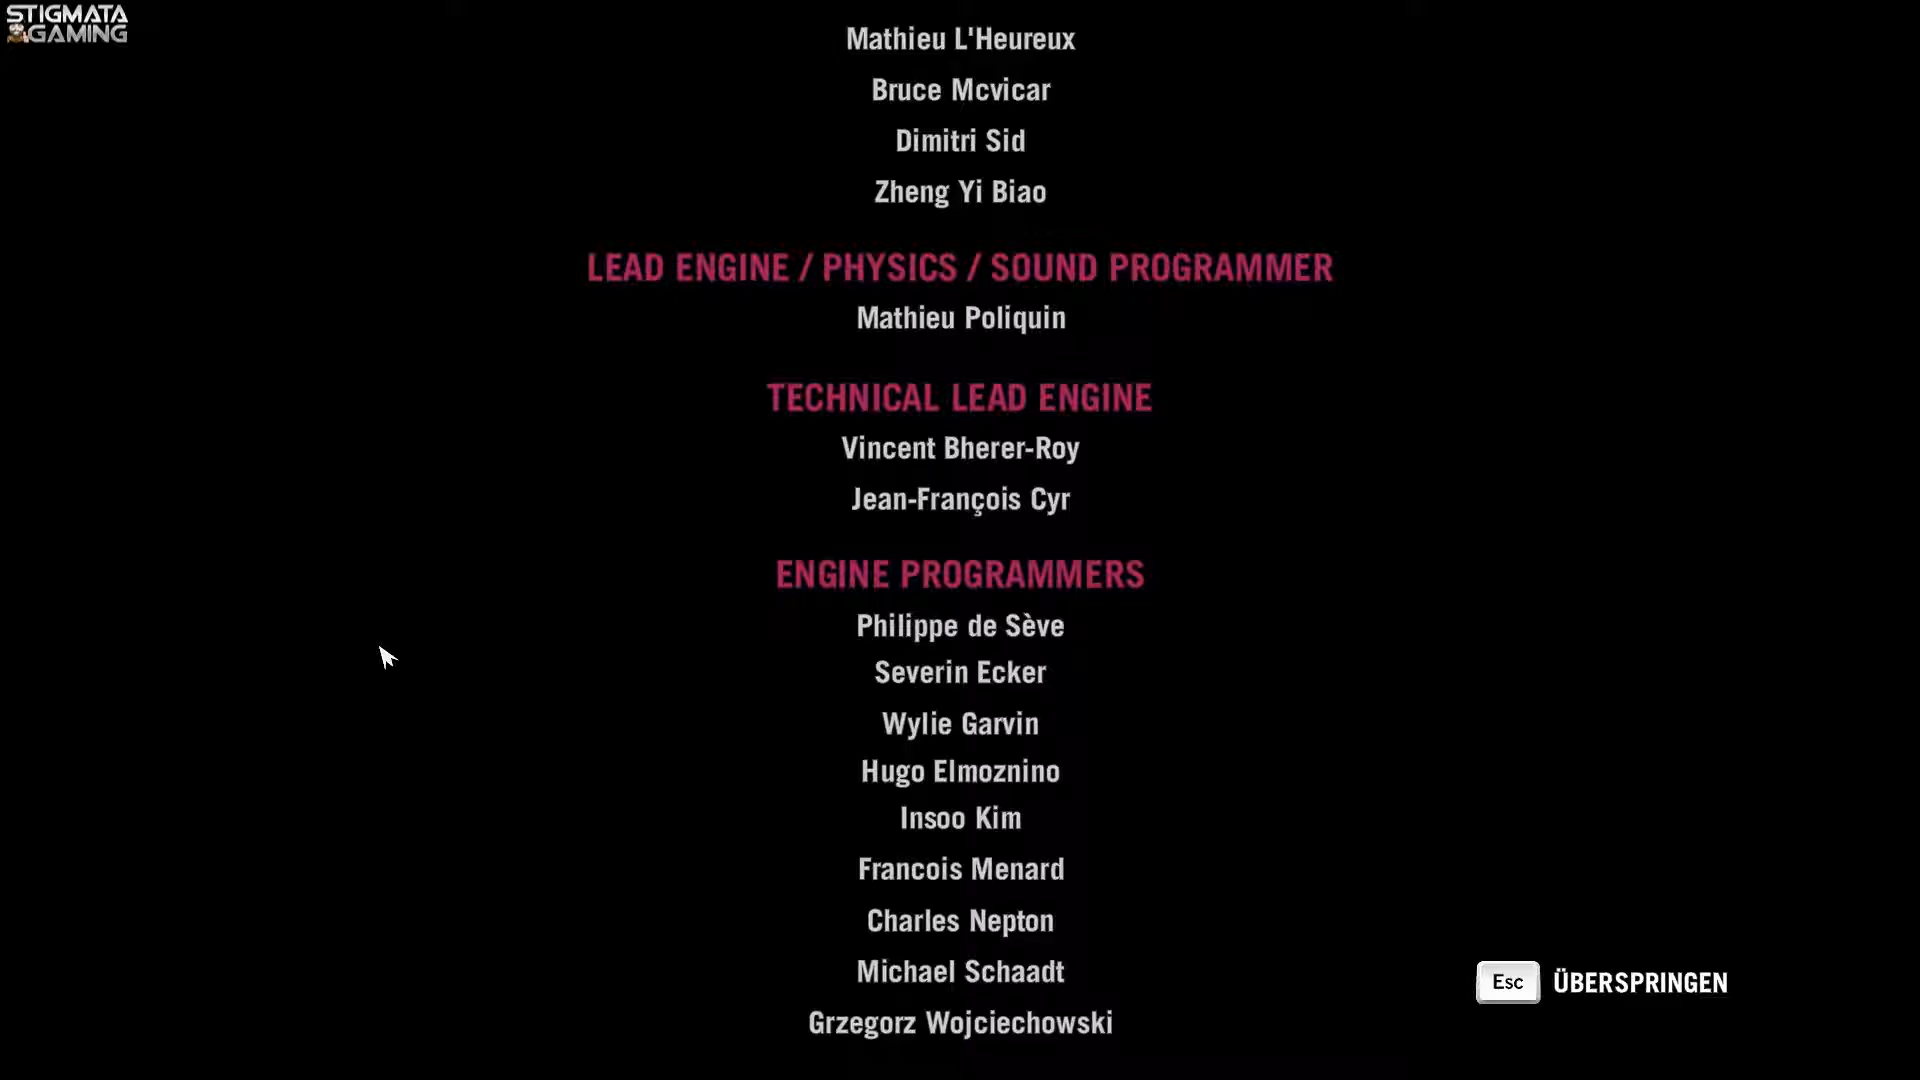 STIGMATA
GAMING
Mathieu L'Heureux
Bruce Mcvicar
Dimitri Sid
Zheng Yi Biao
LEAD ENGINE / PHYSICS / SOUND PROGRAMMER
Mathieu Poliquin
TECHNICAL LEAD ENGINE
Vincent Bherer-Roy
Jean-François Cyr
ENGINE PROGRAMMERS
Philippe de Sève
Severin Ecker
Wylie Garvin
Hugo Elmoznino
Insoo Kim
Francois Menard
Charles Nepton
Michael Schaadt
Esc ÜBERSPRINGEN
Grzegorz Wojciechowski